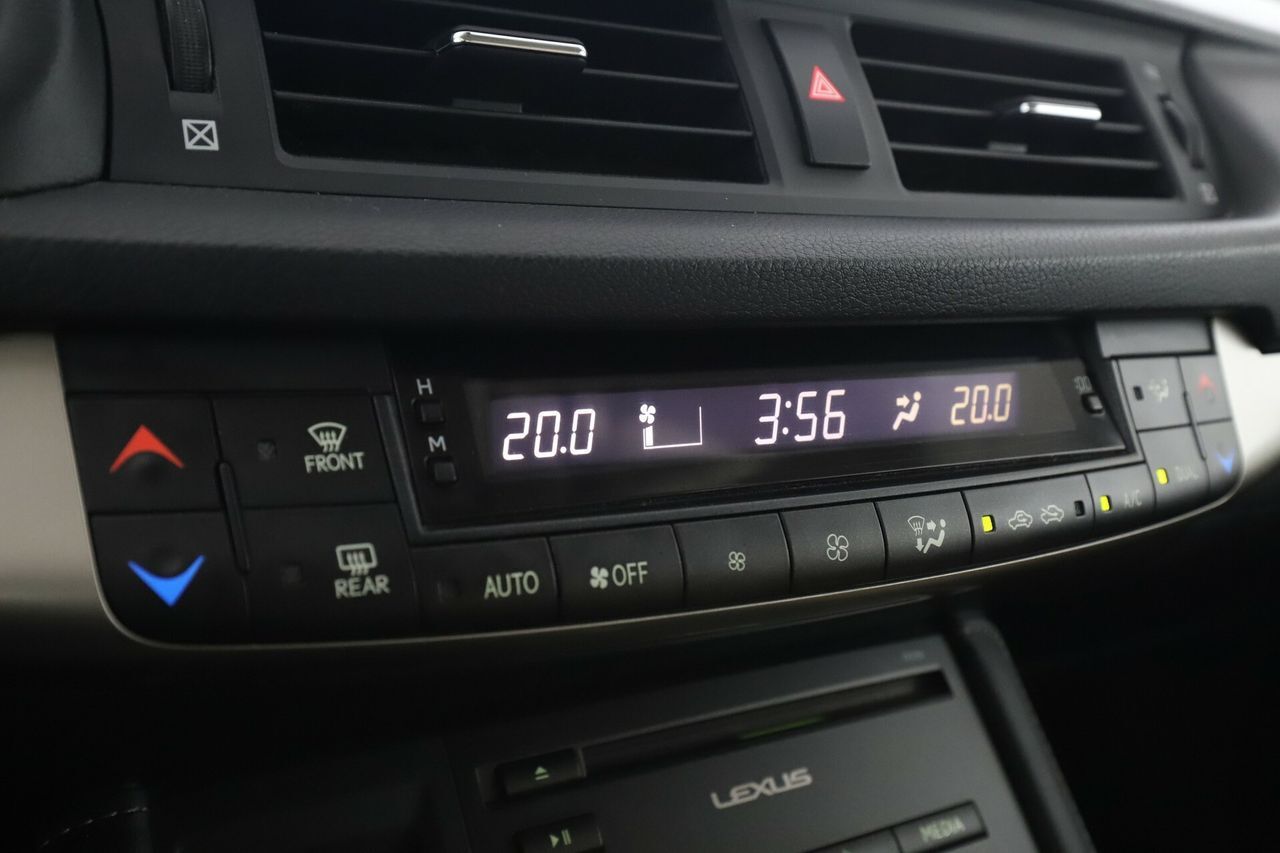 H
M
20.0 3:56 20.0
FRONT
REAR
AUTO
OFF
A/C
DUAL
LEXUS
MEDIA